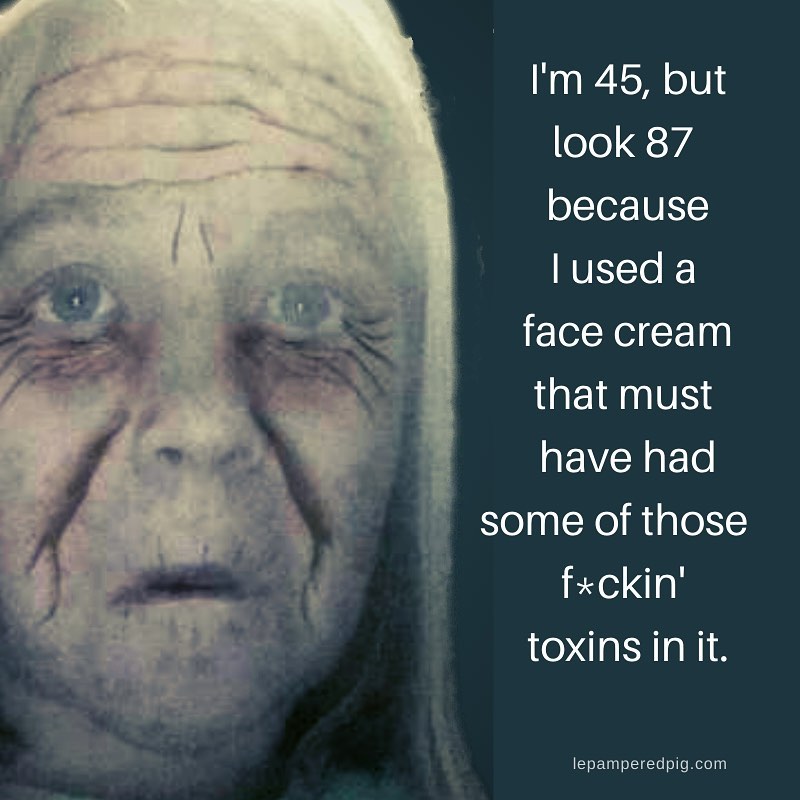 I'm 45, but
look 87
because
I used a
face cream
that must
have had
some of those
f*ckin'
toxins in it.
lepamperedpig.com